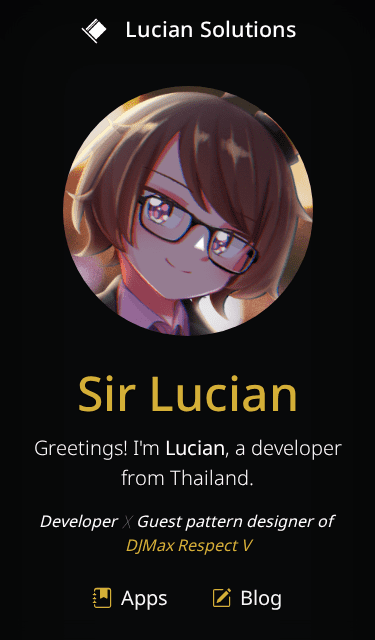 Lucian Solutions
Sir Lucian
Greetings! I'm Lucian, a developer
from Thailand.
Developer X Guest pattern designer of
DJMax Respect V
Apps Blog